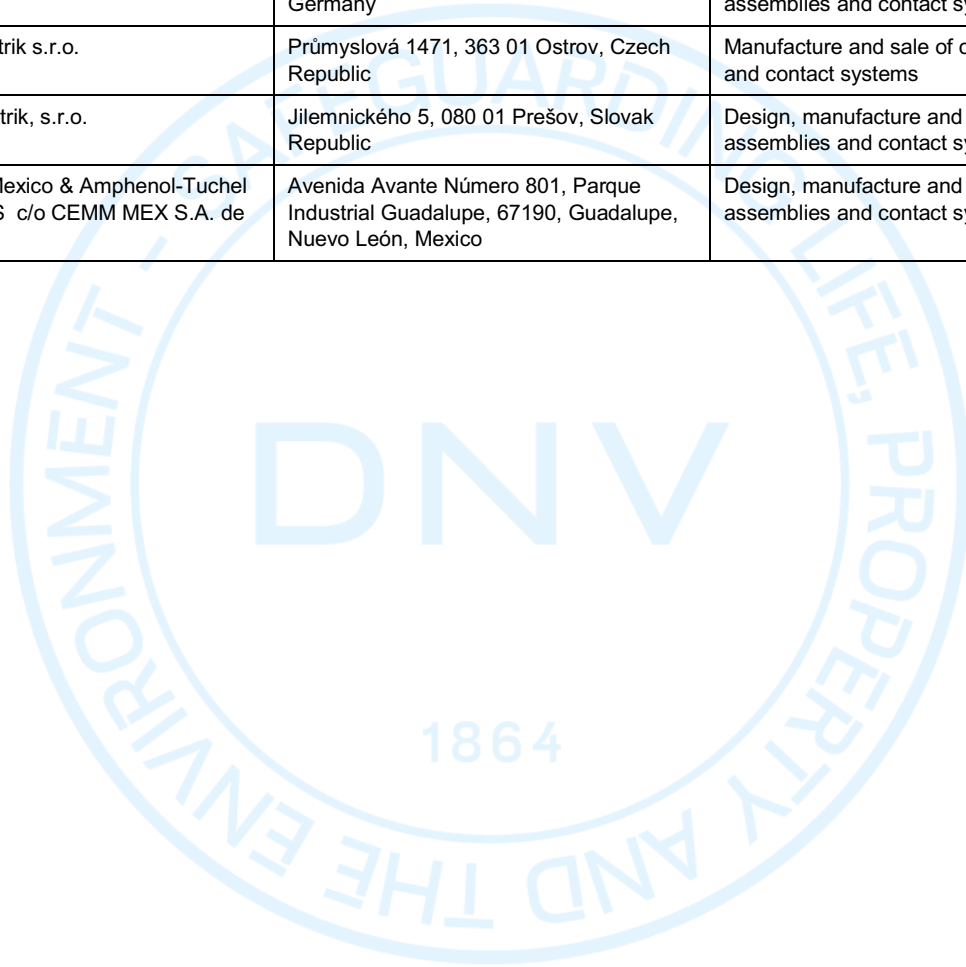 Germany
assemblies and contact
trik s.r.o.
Průmyslová 1471, 363 01 Ostrov, Czech
Republic
Manufacture and sale of
and contact systems
trik, s.r.o.
Jilemnického 5, 080 01 Prešov, Slovak
Republic
Design, manufacture and
assemblies and contact
Mexico & Amphenol-Tuchel
S c/o CEMM MEX S.A. de
Avenida Avante Número 801, Parque
Industrial Guadalupe, 67190, Guadalupe,
Nuevo León, Mexico
Design, manufacture and
assemblies and contact
SAFEGUARDING LIFE, PROPERTY AND THE ENVIRONMENT -
DNV
1864